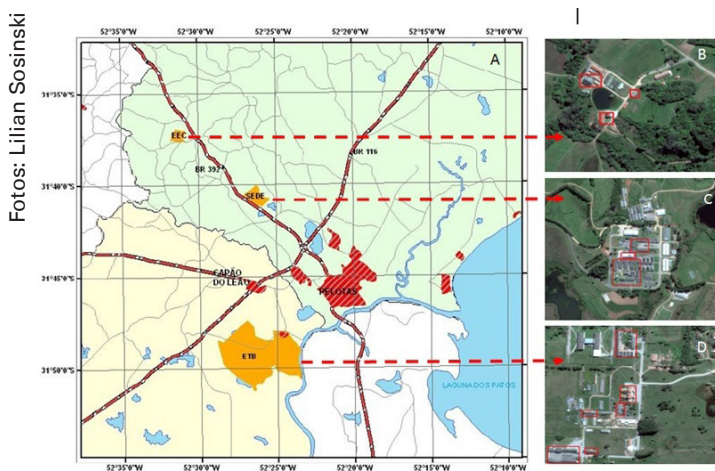 Fotos: Lilian Sosinski
52°35'0"W 52°30'0"W 52°25'0"W 52°20'0"W 52°15'0"W 52°10'0"W
A
B
31°35'0"S
EEC
BR 116
BR 392
31°40'0"S
SEDE
C
31°45'0"S
CAPÃO
DO LEÃO
PELOTAS
D
31°50'0"S
ETB
LAGUNA DOS PATOS
52°35'0"W 52°30'0"W 52°25'0"W 52°20'0"W 52°15'0"W 52°10'0"W